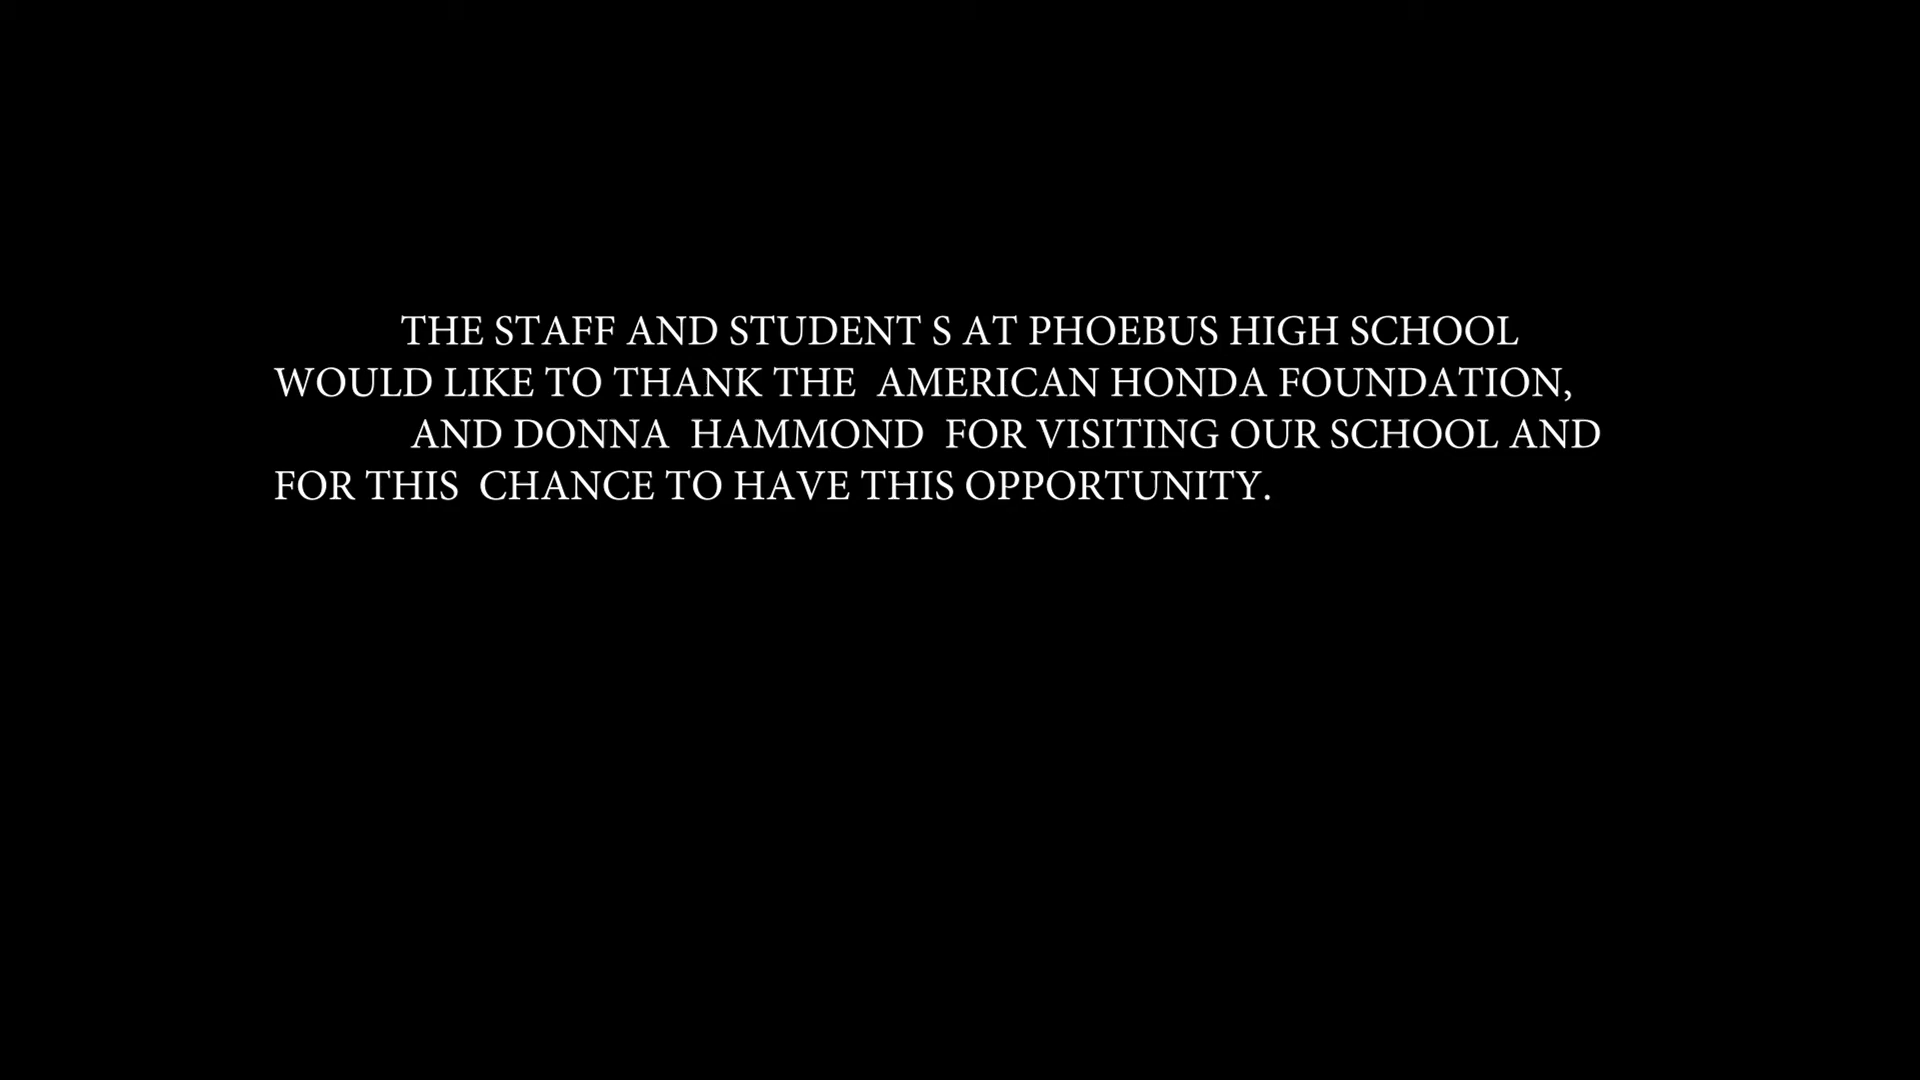 THE STAFF AND STUDENT S AT PHOEBUS HIGH SCHOOL
WOULD LIKE TO THANK THE  AMERICAN HONDA FOUNDATION,
AND DONNA  HAMMOND  FOR VISITING OUR SCHOOL AND
FOR THIS  CHANCE TO HAVE THIS OPPORTUNITY.